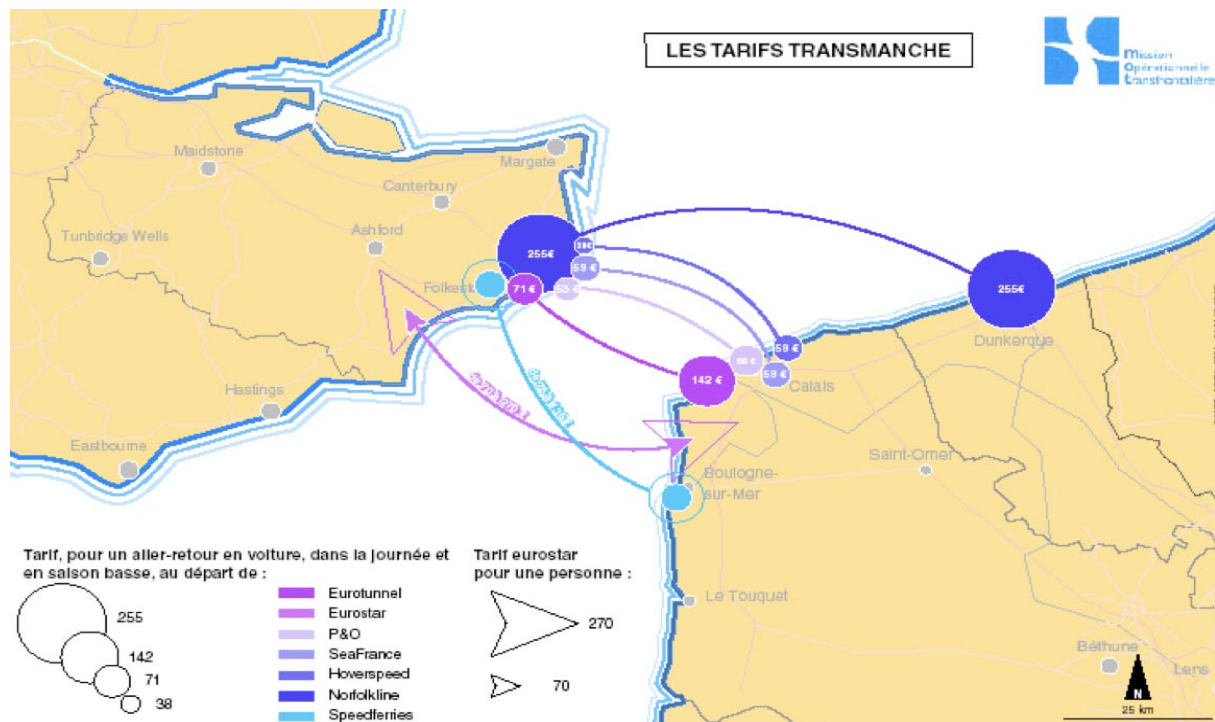 LES TARIFS TRANSMANCHE
mission
opérationnelle
transfrontalière
Margate
Maidstone
Canterbury
Ashford
Tunbridge Wells
255€
59 €
71 €
255€
Dunkerque
59 €
59 €
142 €
Calais
Hastings
Eastbourne
Saint-Omer
Boulogne-
sur-Mer
Le Touquet
Béthune
Lens
N
25 km
Tarif, pour un aller-retour en voiture, dans la journée et
en saison basse, au départ de :
255
142
71
38
Eurotunnel
Eurostar
P&O
SeaFrance
Hoverspeed
Norfolkline
Speedferries
Tarif eurostar
pour une personne :
270
70